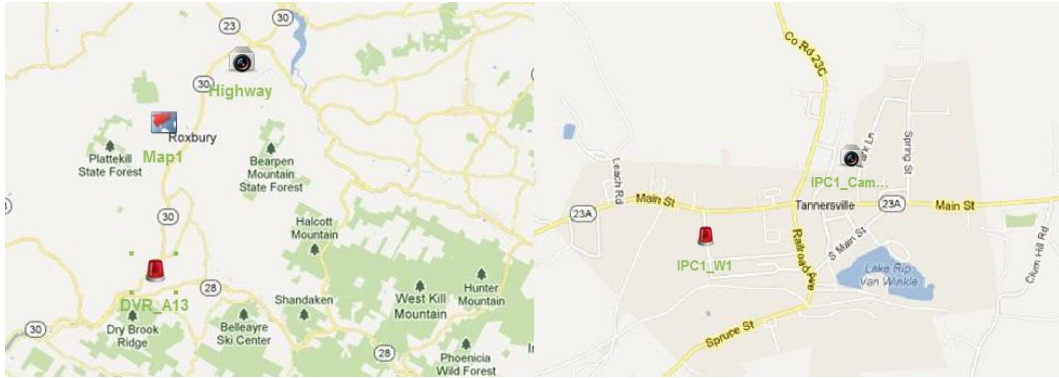 23
30
30
Highway
30
Roxbury
Map1
Plattekill
State Forest
Bearpen
Mountain
State Forest
30
Halcott
Mountain
DVR_A13
28
30
Dry Brook
Ridge
Belleayre
Ski Center
Shandaken
West Kill
Mountain
Hunter
Mountain
28
Phoenicia
Wild Forest
Co Rd 23C
Spring St
Leach Rd
IPC1_Cam...
23A
Main St
Tannersville
23A
Main St
IPC1_W1
Railroad Ave
S Main St
Clum Hill Rd
Lake Rip
Van Winkle
Spruce St